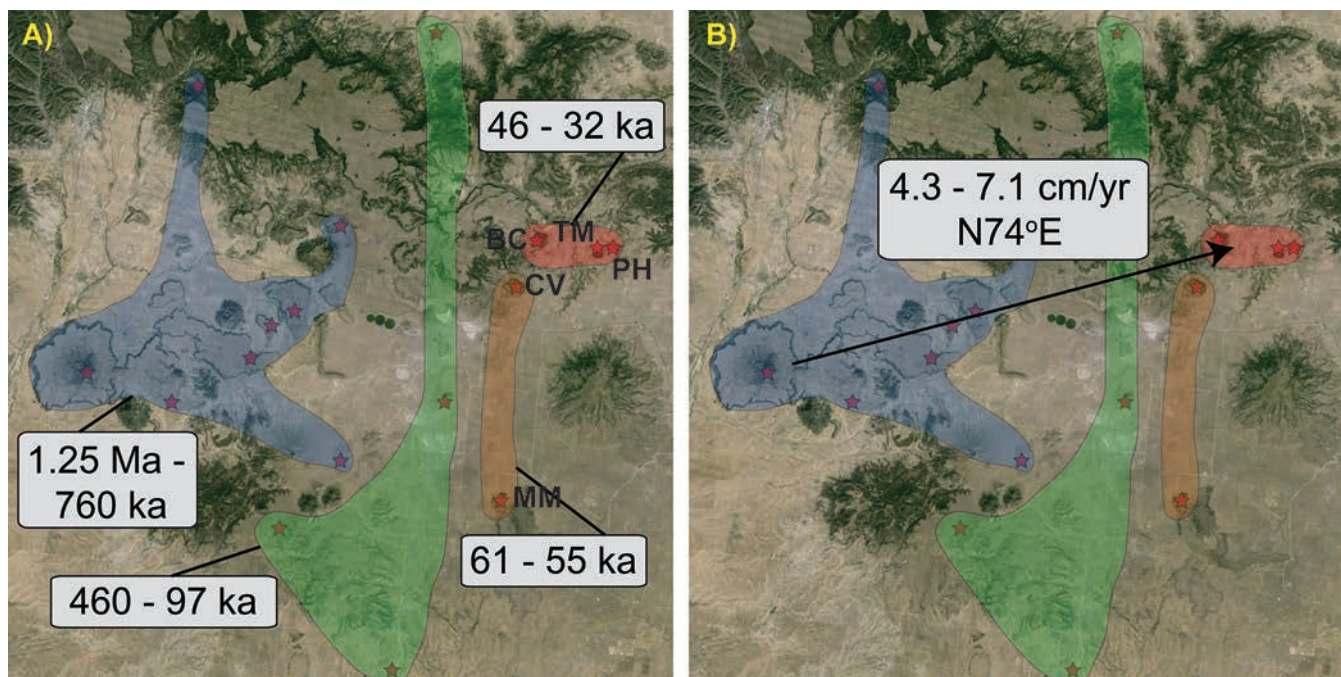 A)
46 - 32 ka
BC
TM
PH
CV
1.25 Ma -
760 ka
MM
61 - 55 ka
460 - 97 ka
B)
4.3 - 7.1 cm/yr
N74°E